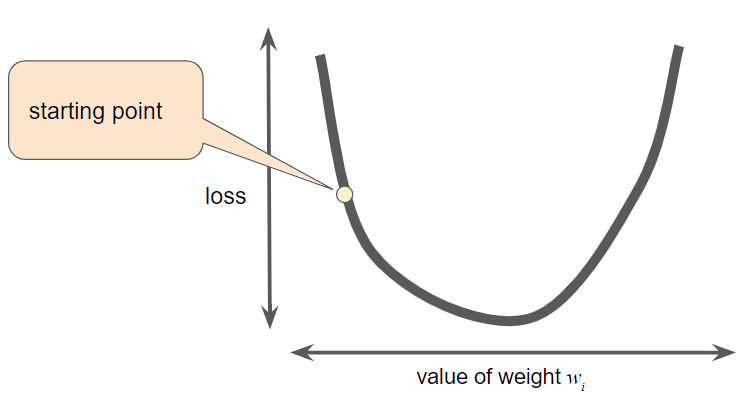 starting point
loss
value of weight wᵢ